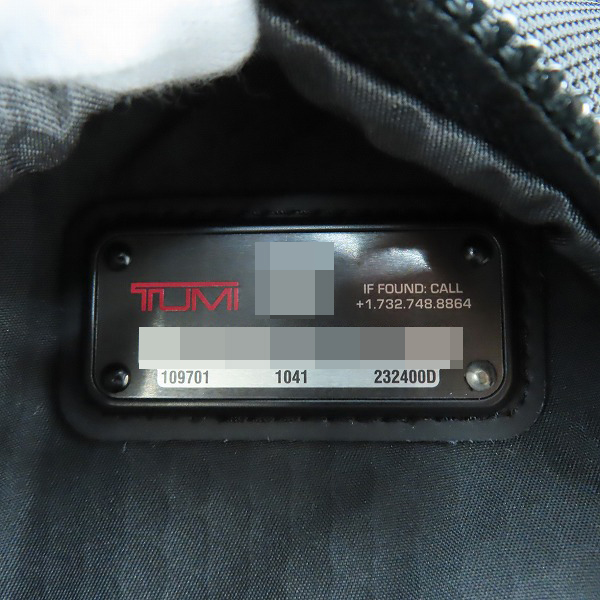 TUMI
IF FOUND: CALL
+1.732.748.8864
109701 1041 232400D